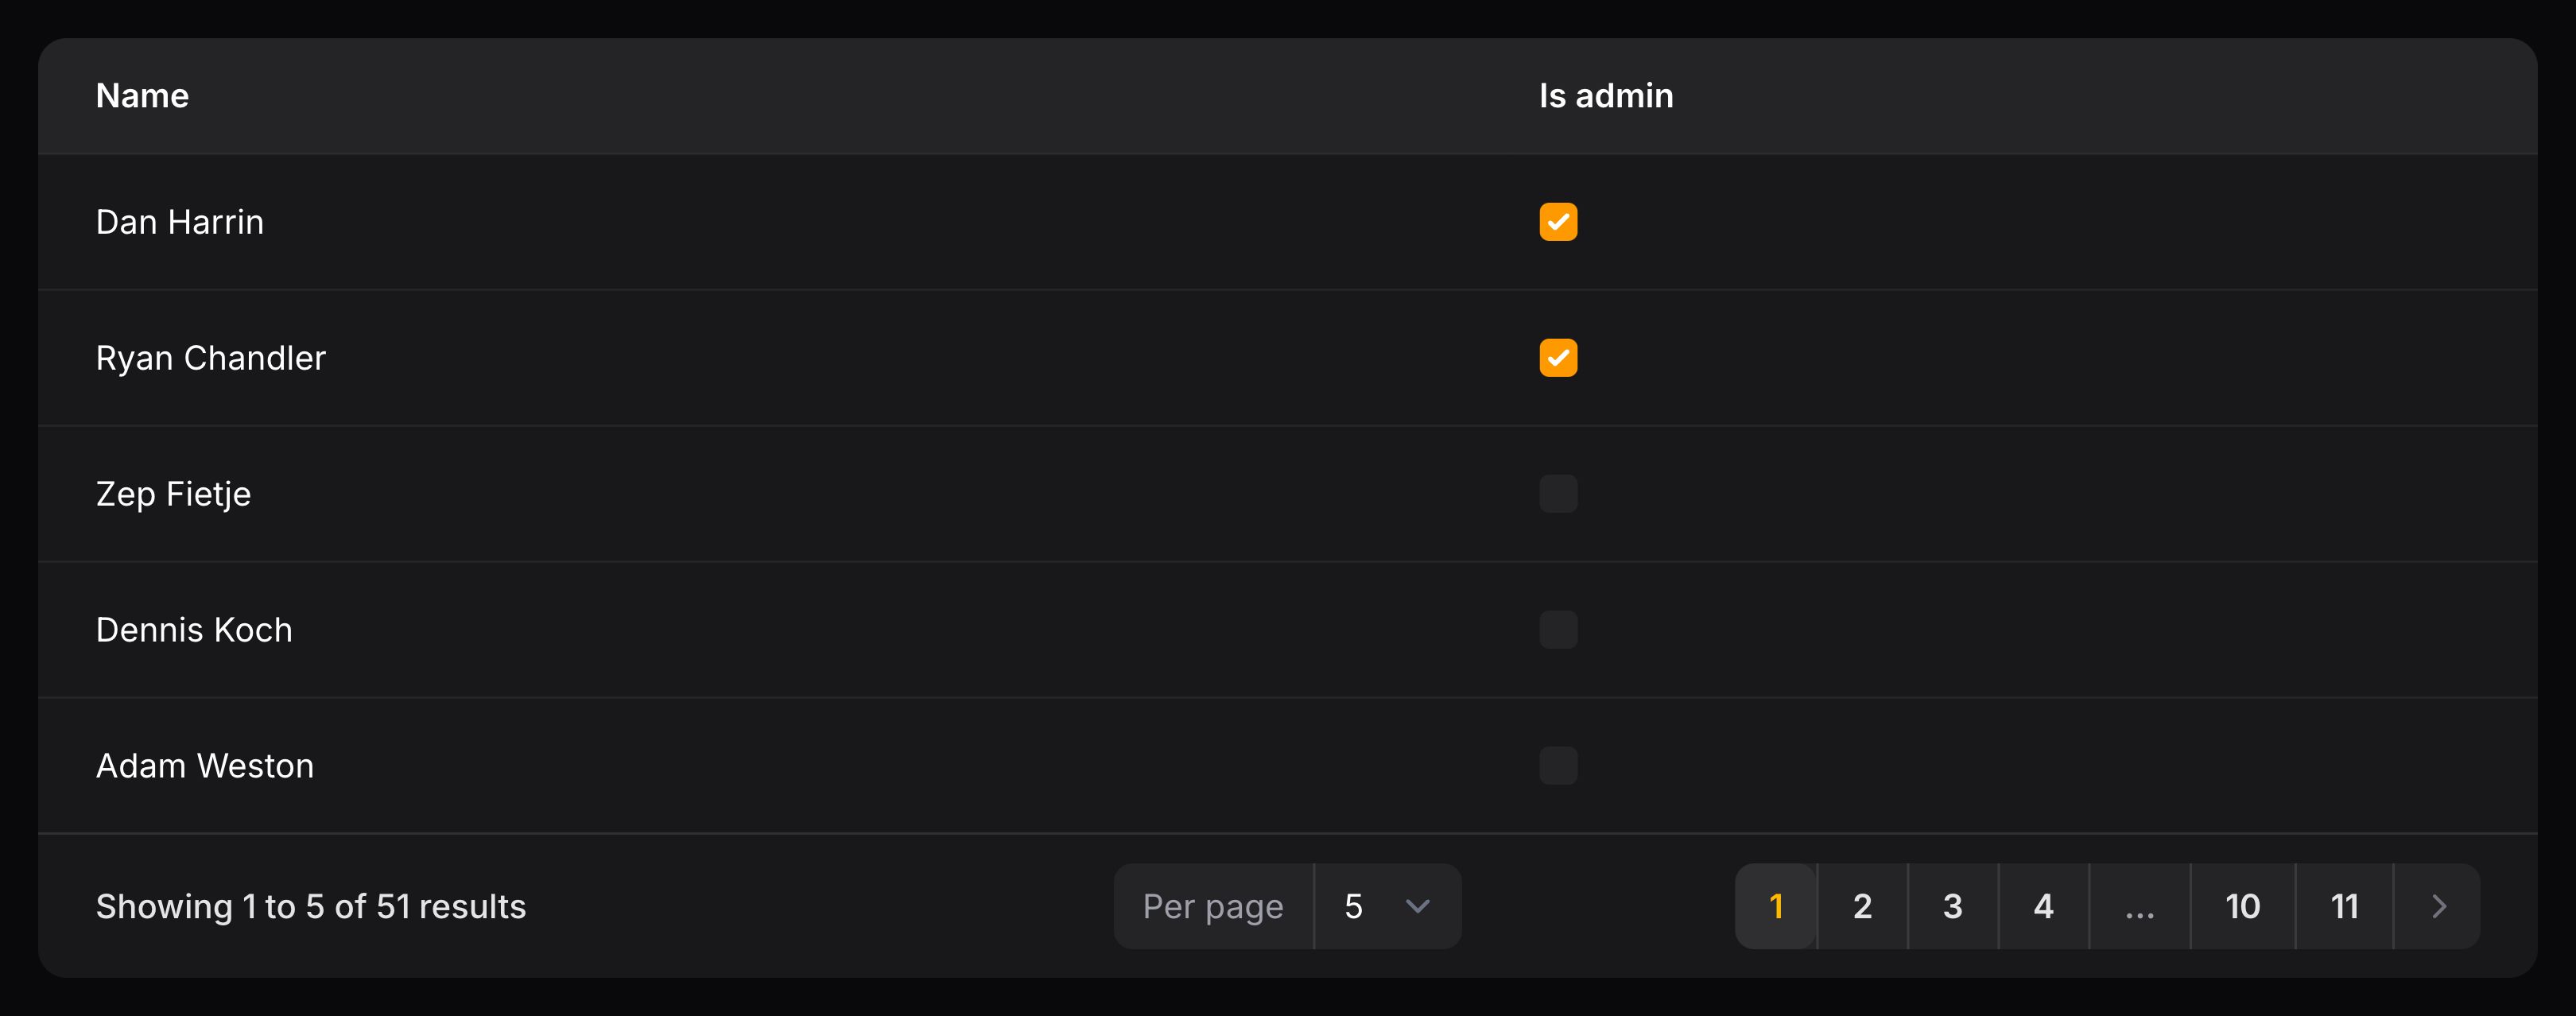 Name Is admin
Dan Harrin
Ryan Chandler
Zep Fietje
Dennis Koch
Adam Weston
Showing 1 to 5 of 51 results Per page 5 1 2 3 4 ... 10 11